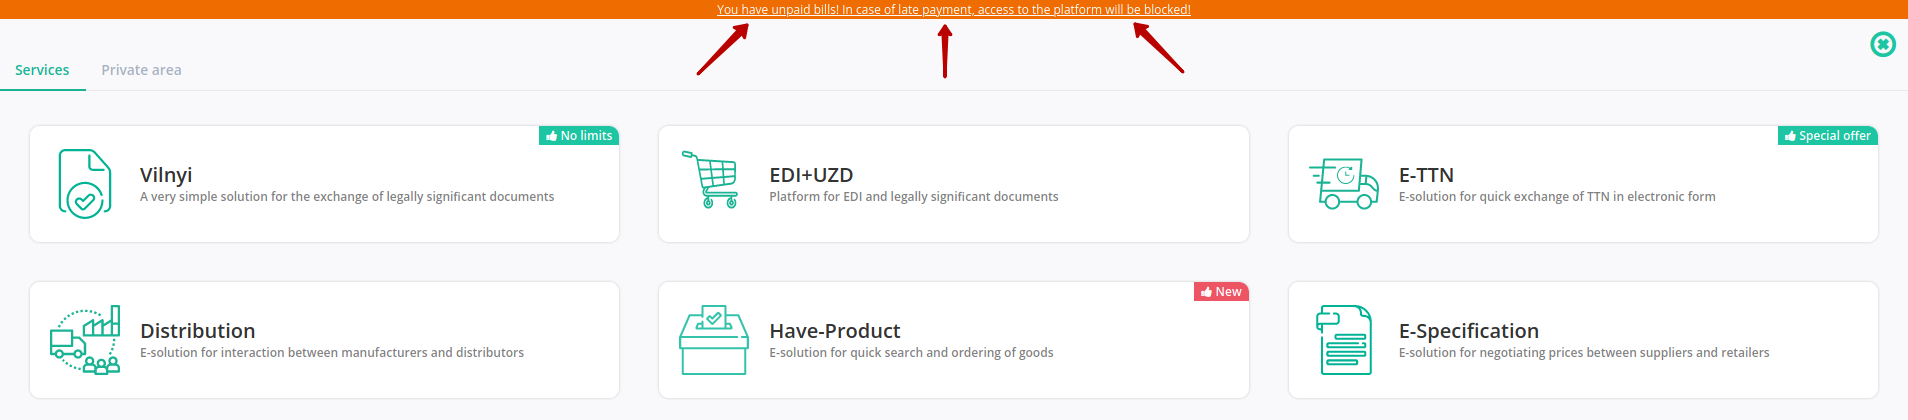 You have unpaid bills! In case of late payment, access to the platform will be blocked!
Services
Private area
No limits
Vilnyi
A very simple solution for the exchange of legally significant documents
EDI+UZD
Platform for EDI and legally significant documents
Special offer
E-TTN
E-solution for quick exchange of TTN in electronic form
Distribution
E-solution for interaction between manufacturers and distributors
New
Have-Product
E-solution for quick search and ordering of goods
E-Specification
E-solution for negotiating prices between suppliers and retailers